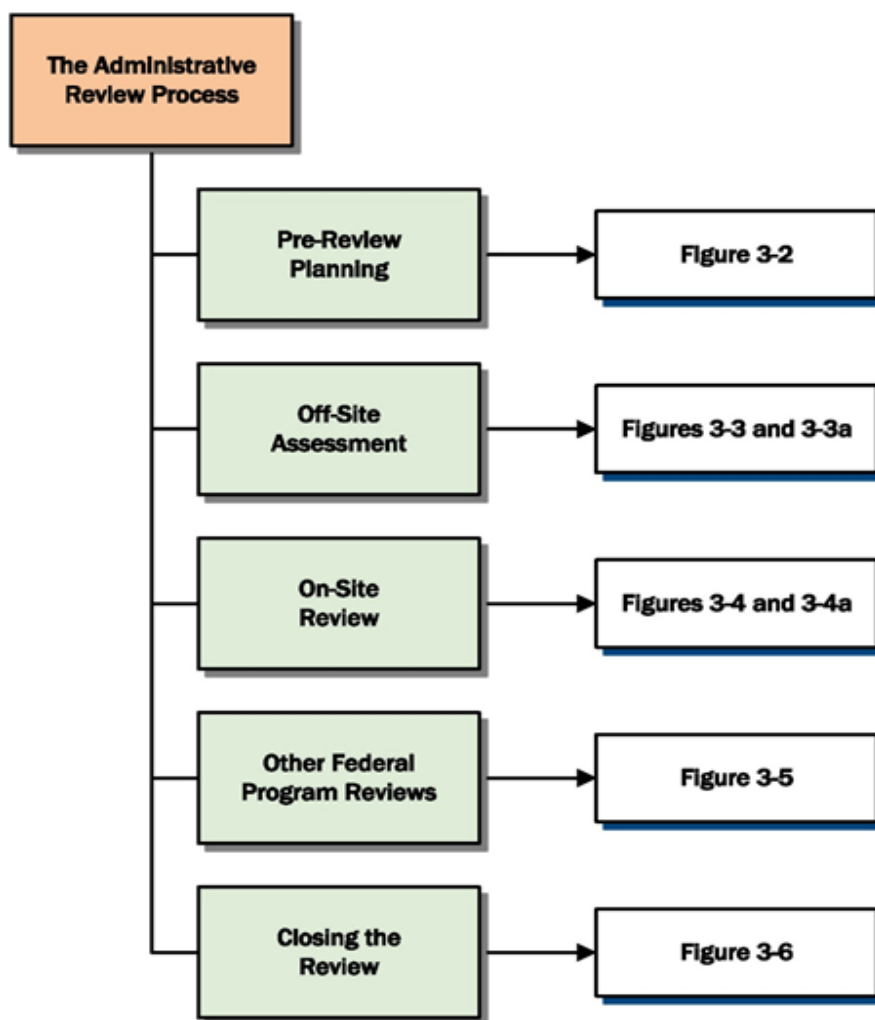 The Administrative
Review Process
Pre-Review
Planning
Figure 3-2
Off-Site
Assessment
Figures 3-3 and 3-3a
On-Site
Review
Figures 3-4 and 3-4a
Other Federal
Program Reviews
Figure 3-5
Closing the
Review
Figure 3-6